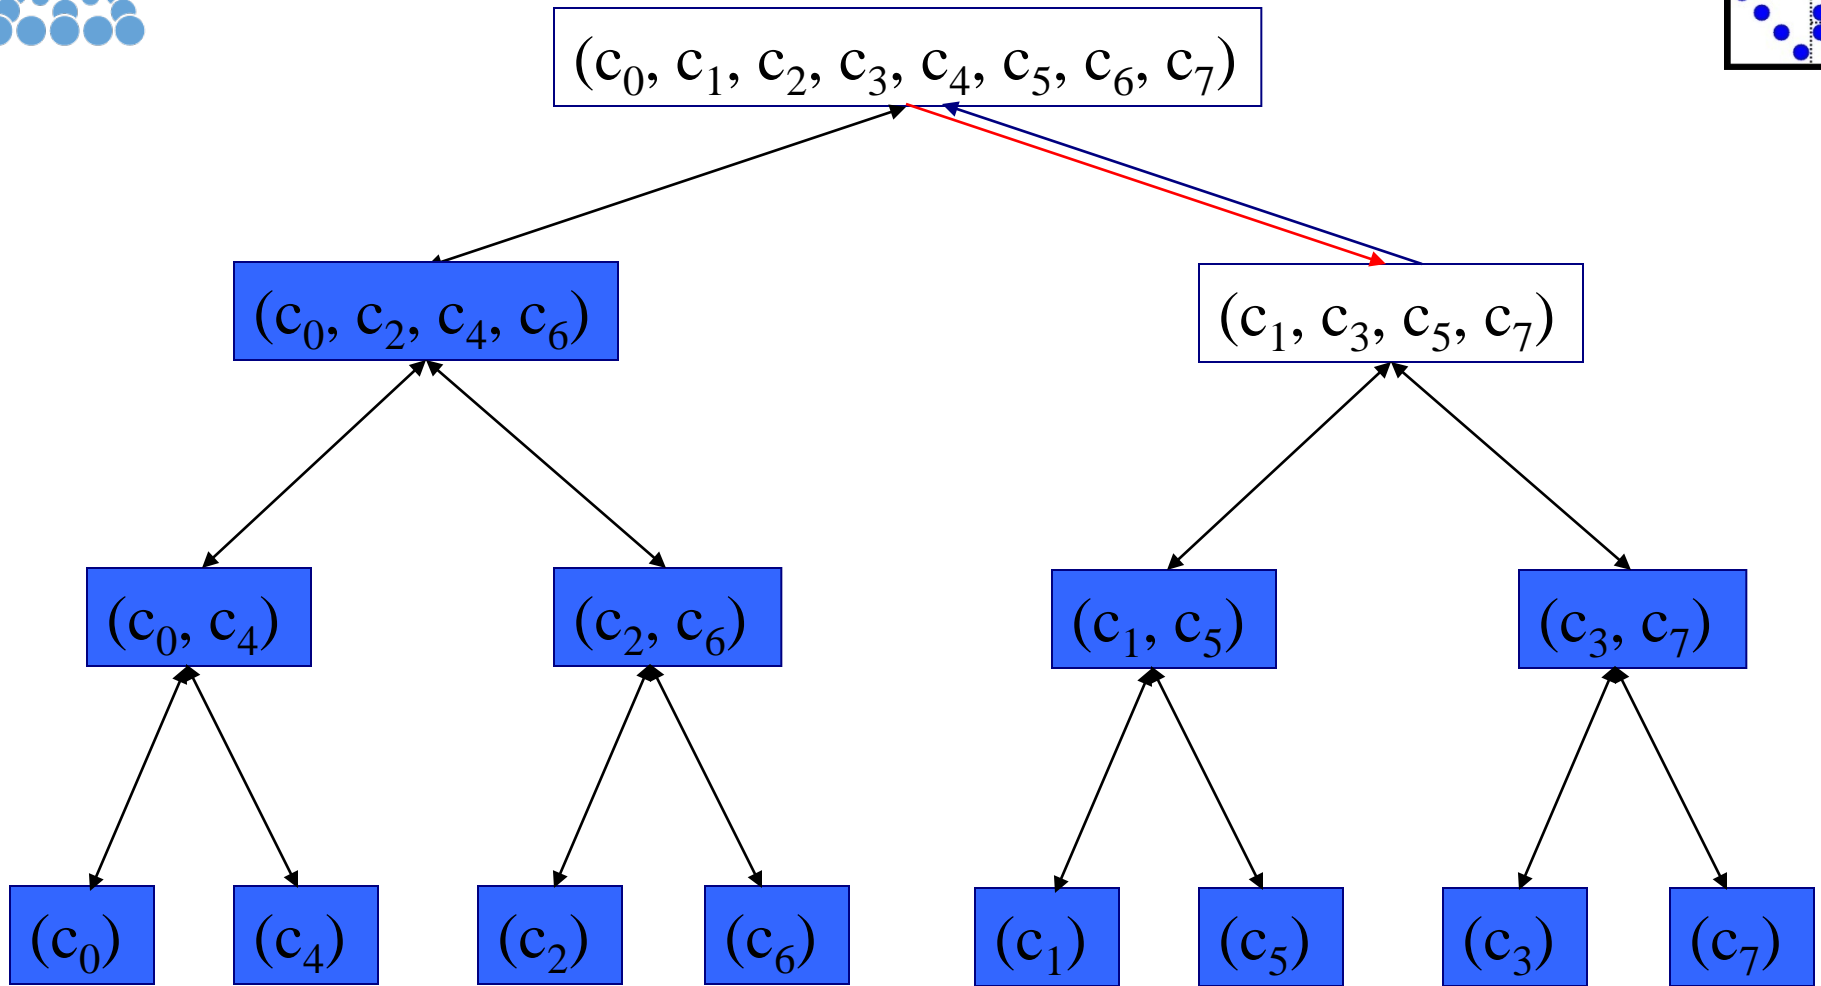 (c₀, c₁, c₂, c₃, c₄, c₅, c₆, c₇)
(c₀, c₂, c₄, c₆)
(c₁, c₃, c₅, c₇)
(c₀, c₄)
(c₂, c₆)
(c₁, c₅)
(c₃, c₇)
(c₀)
(c₄)
(c₂)
(c₆)
(c₁)
(c₅)
(c₃)
(c₇)